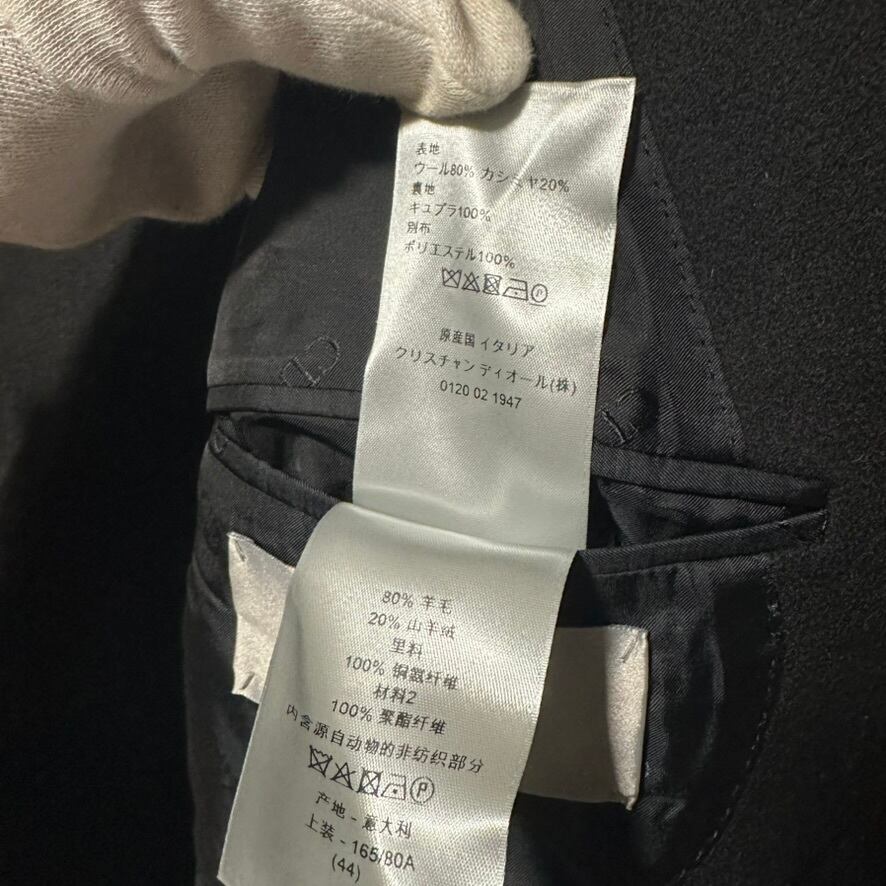 表地
ウール80% カシミヤ20%
裏地
キュプラ100%
別布
ポリエステル100%
P
原産国 イタリア
クリスチャン ディオール(株)
0120 02 1947
80% 羊毛
20% 山羊绒
里料
100% 铜氨纤维
材料2
100% 聚酯纤维
内含源自动物的非纺织部分
P
产地 - 意大利
上装 - 165/80A
(44)